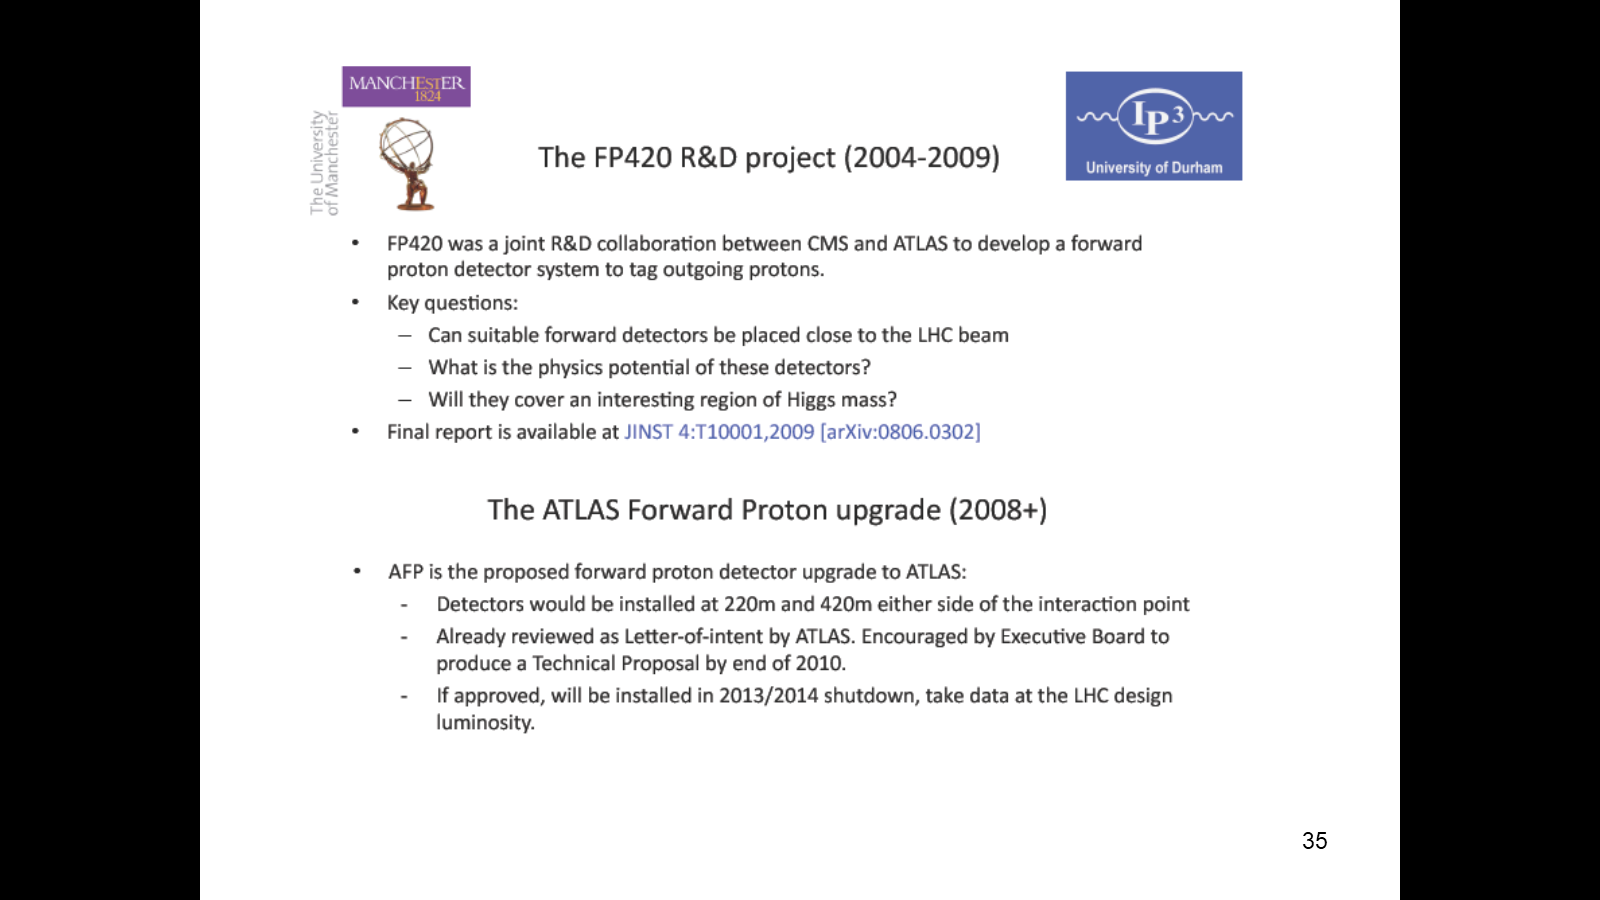 MANCHESTER
1824
The University
of Manchester
The FP420 R&D project (2004-2009)
IP3
University of Durham
• FP420 was a joint R&D collaboration between CMS and ATLAS to develop a forward
proton detector system to tag outgoing protons.
• Key questions:
– Can suitable forward detectors be placed close to the LHC beam
– What is the physics potential of these detectors?
– Will they cover an interesting region of Higgs mass?
• Final report is available at JINST 4:T10001,2009 [arXiv:0806.0302]
The ATLAS Forward Proton upgrade (2008+)
• AFP is the proposed forward proton detector upgrade to ATLAS:
- Detectors would be installed at 220m and 420m either side of the interaction point
- Already reviewed as Letter-of-intent by ATLAS. Encouraged by Executive Board to
produce a Technical Proposal by end of 2010.
- If approved, will be installed in 2013/2014 shutdown, take data at the LHC design
luminosity.
35